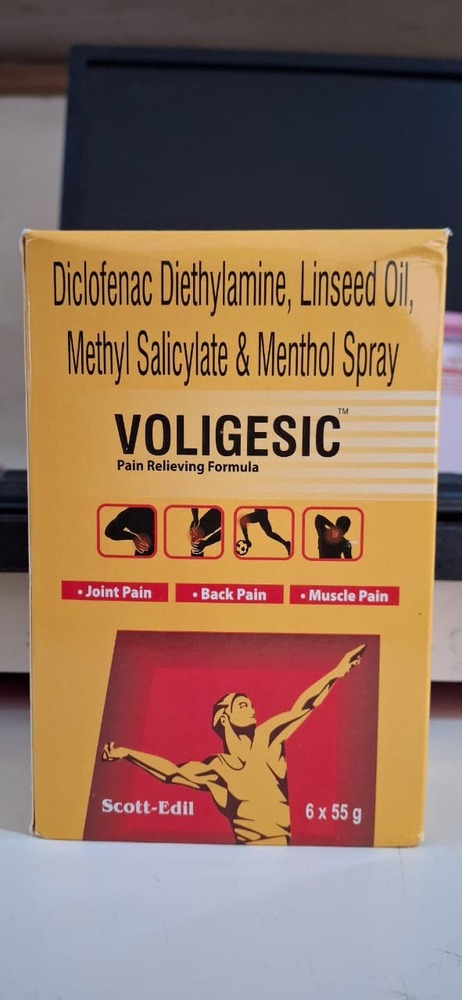 Diclofenac Diethylamine, Linseed Oil,
Methyl Salicylate & Menthol Spray
VOLIGESIC™
Pain Relieving Formula
• Joint Pain • Back Pain • Muscle Pain
Scott-Edil 6 x 55 g